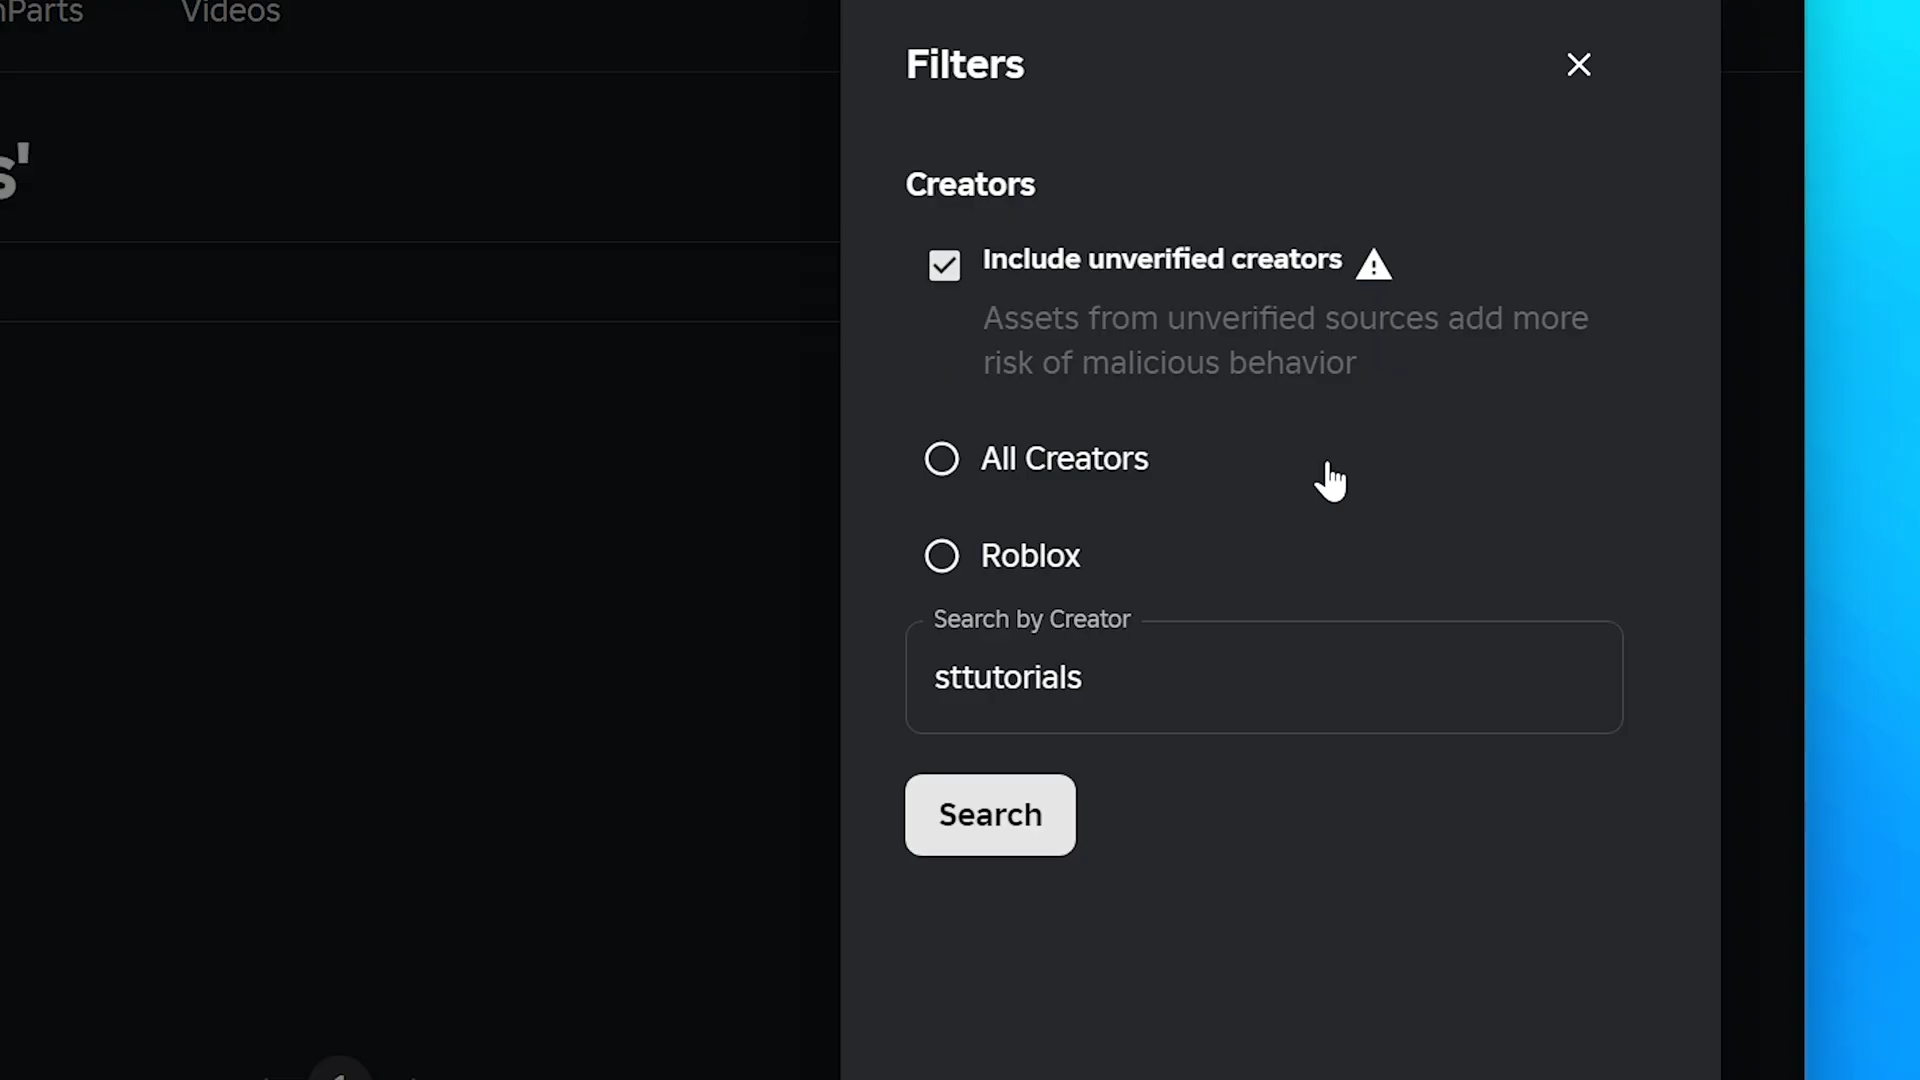 Videos
Filters
Creators
Include unverified creators
Assets from unverified sources add more
risk of malicious behavior
All Creators
Roblox
Search by Creator
sttutorials
Search